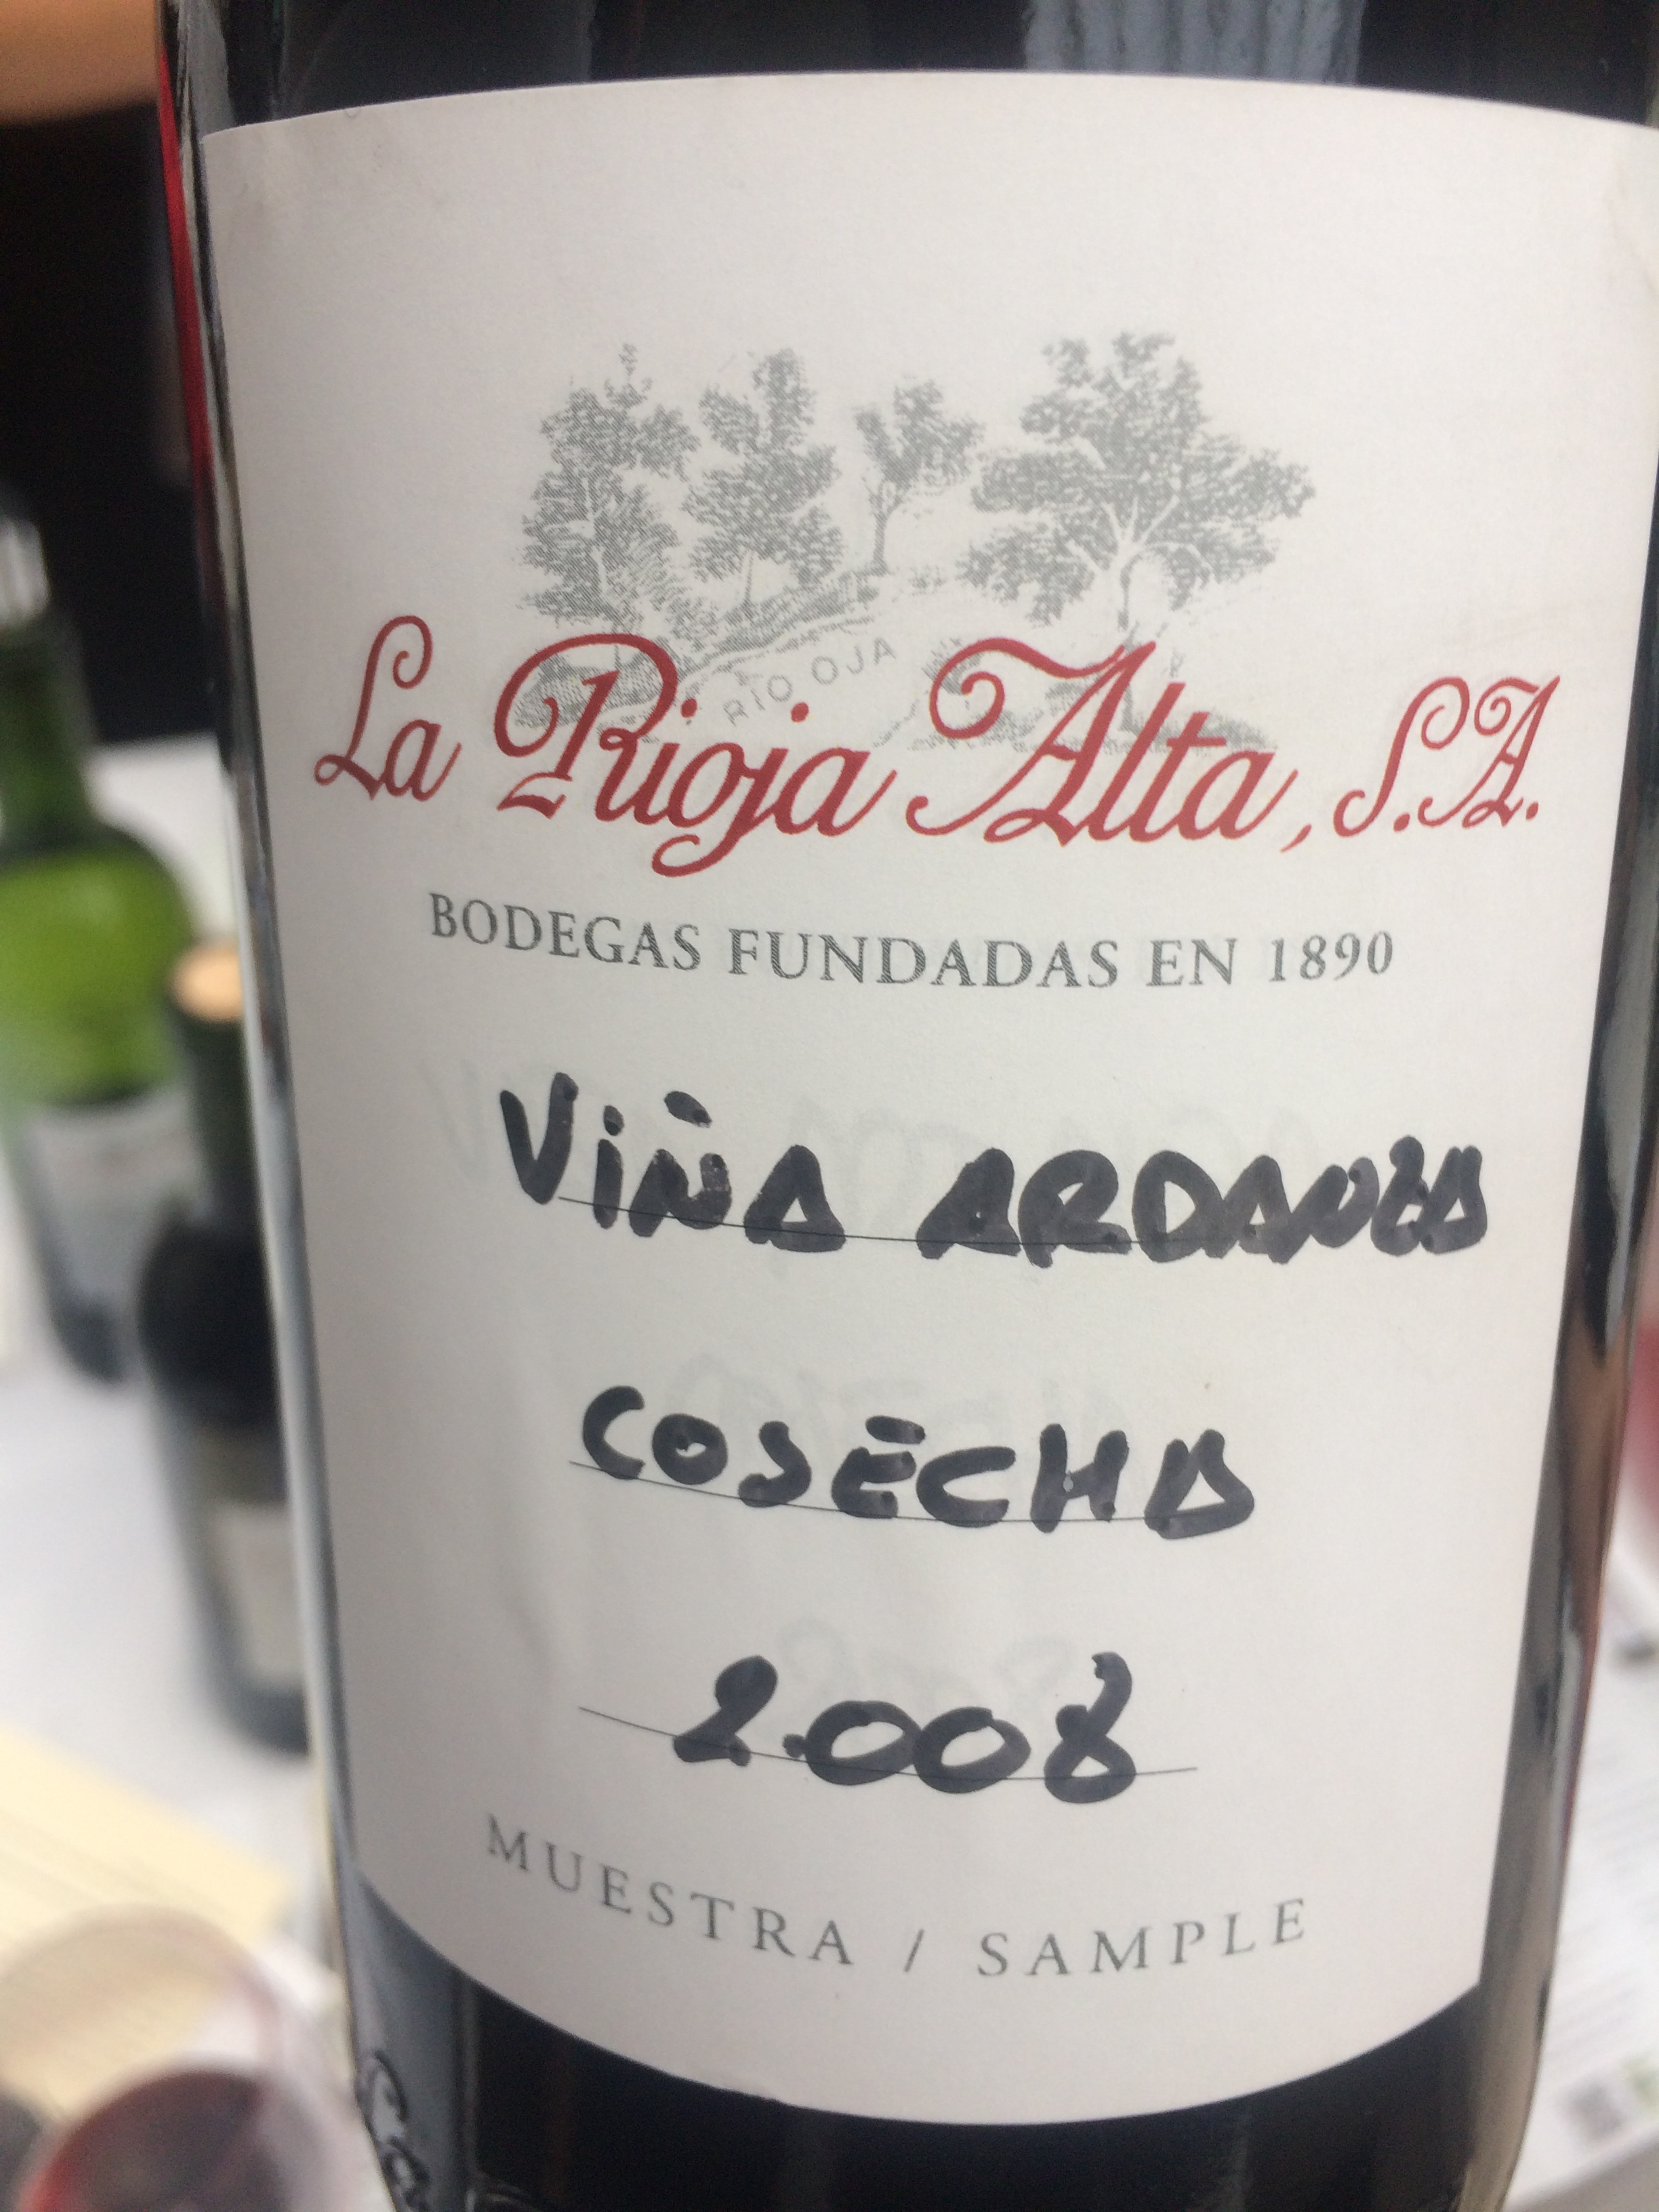 RIO OJA
La Rioja Alta, S.A.
BODEGAS FUNDADAS EN 1890
VIÑA ARDANZA
COSECHA
2.008
MUESTRA / SAMPLE